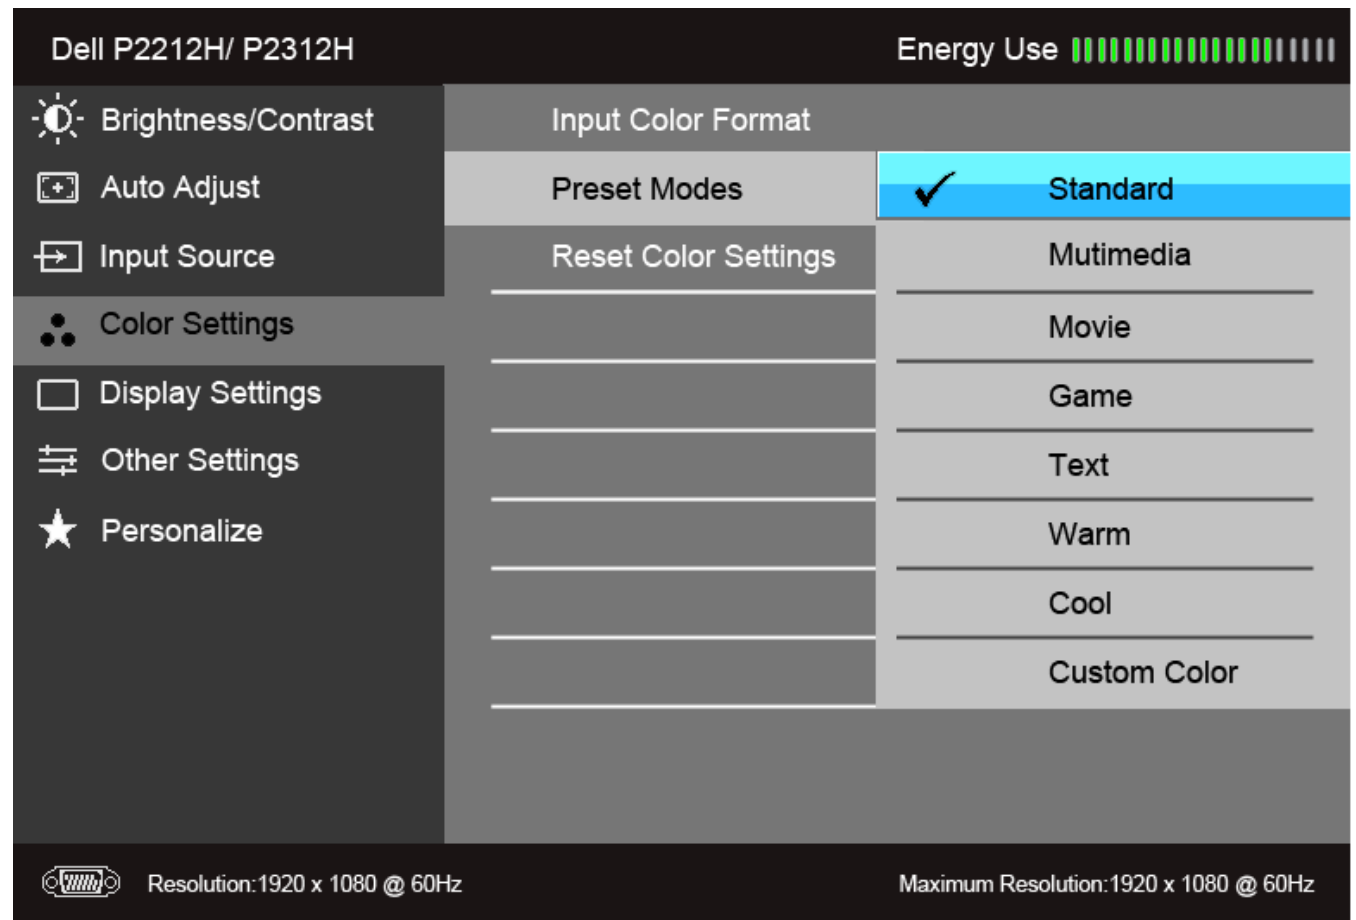 Dell P2212H/ P2312H
Energy Use
Brightness/Contrast
Input Color Format
Auto Adjust
Preset Modes
Standard
Input Source
Reset Color Settings
Mutimedia
Color Settings
Movie
Display Settings
Game
Other Settings
Text
Personalize
Warm
Cool
Custom Color
Resolution:1920 x 1080 @ 60Hz
Maximum Resolution:1920 x 1080 @ 60Hz